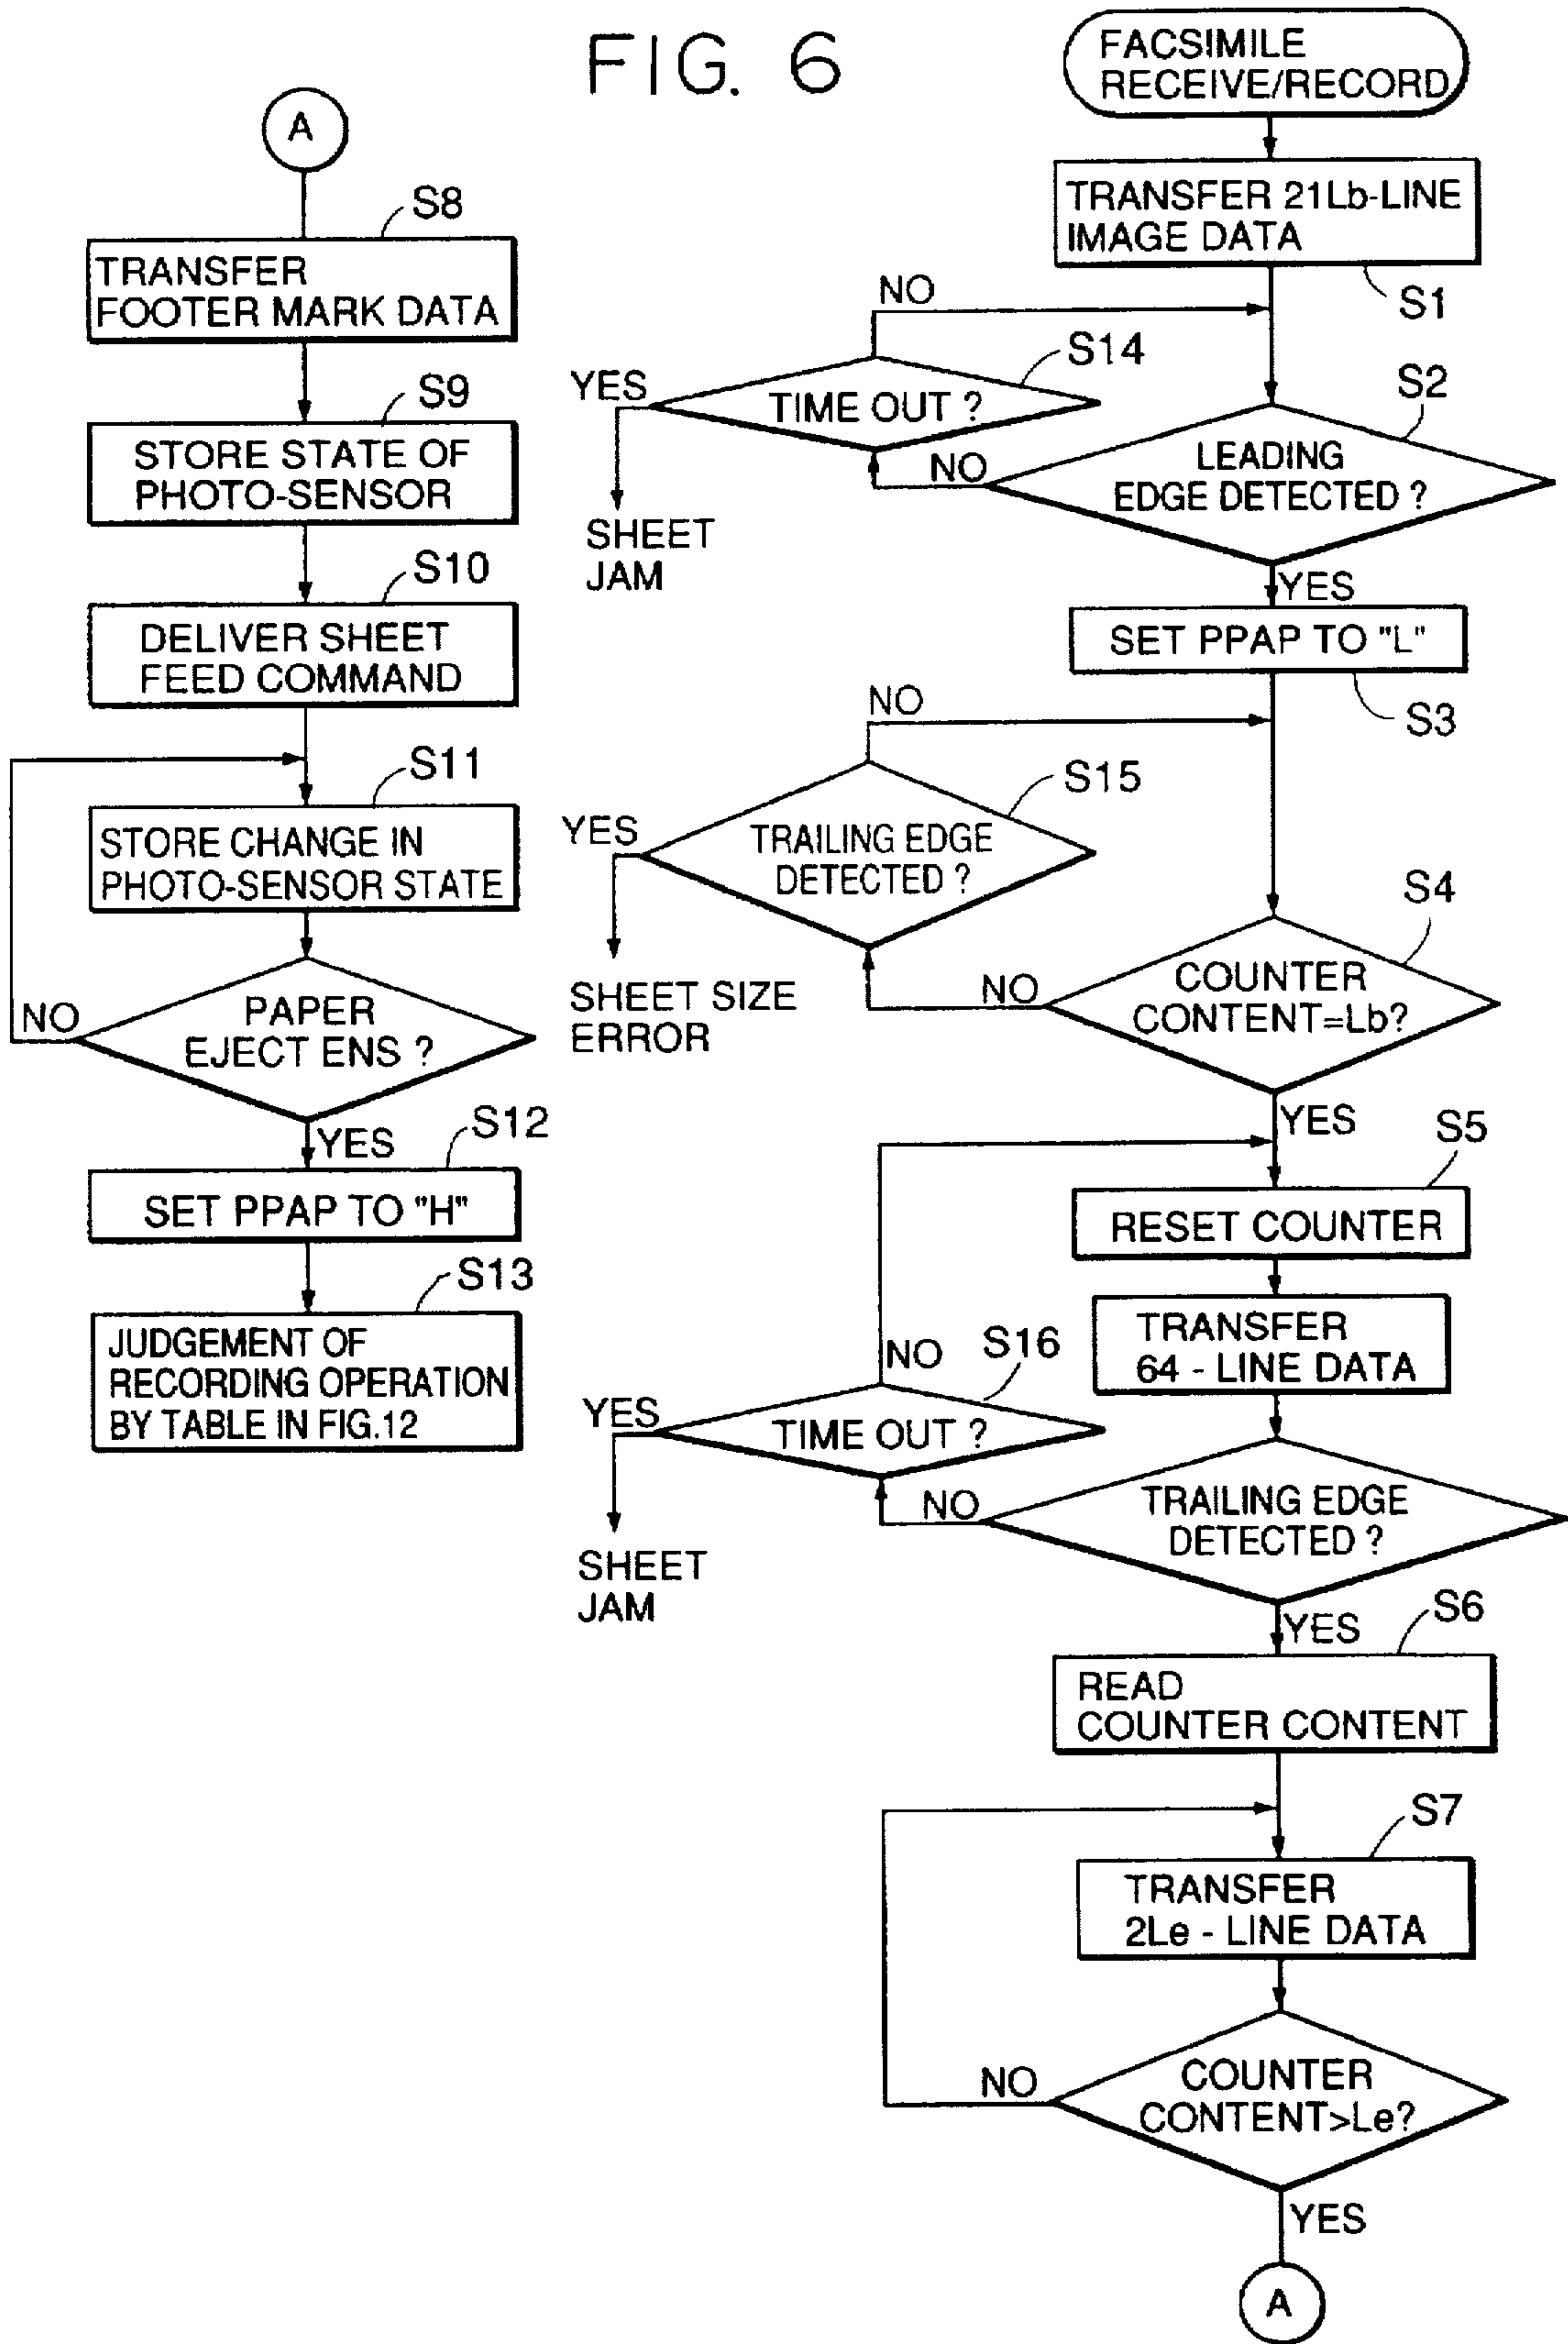 FIG. 6
FACSIMILE
RECEIVE/RECORD
TRANSFER 21Lb-LINE
IMAGE DATA
S1
NO
S14
TIME OUT ?
YES
SHEET
JAM
S2
LEADING
EDGE DETECTED ?
NO
YES
SET PPAP TO "L"
S3
NO
S15
TRAILING EDGE
DETECTED ?
YES
SHEET SIZE
ERROR
S4
COUNTER
CONTENT=Lb?
NO
YES
S5
RESET COUNTER
TRANSFER
64 - LINE DATA
NO
S16
TIME OUT ?
YES
SHEET
JAM
TRAILING EDGE
DETECTED ?
NO
YES
S6
READ
COUNTER CONTENT
S7
TRANSFER
2Le - LINE DATA
COUNTER
CONTENT>Le?
NO
YES
A
A
S8
TRANSFER
FOOTER MARK DATA
S9
STORE STATE OF
PHOTO-SENSOR
S10
DELIVER SHEET
FEED COMMAND
S11
STORE CHANGE IN
PHOTO-SENSOR STATE
PAPER
EJECT ENS ?
NO
YES
S12
SET PPAP TO "H"
S13
JUDGEMENT OF
RECORDING OPERATION
BY TABLE IN FIG.12